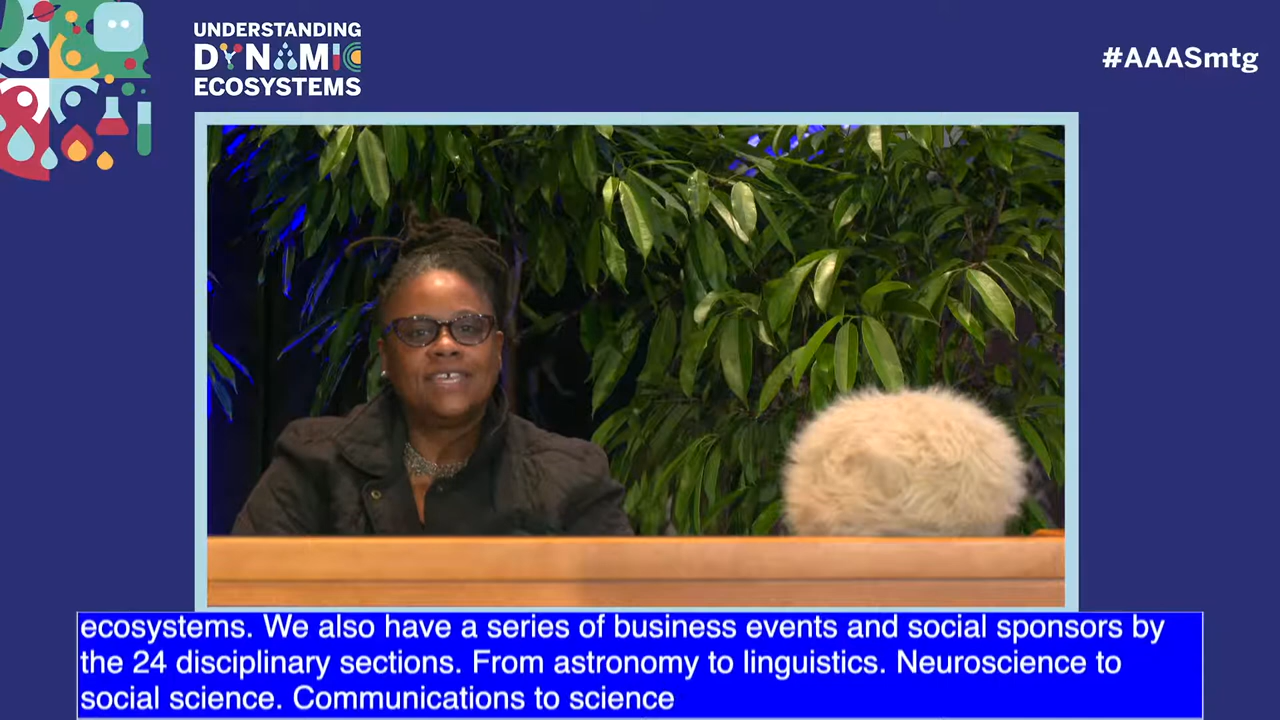 UNDERSTANDING
DYNAMIC
ECOSYSTEMS
#AAASmtg
ecosystems. We also have a series of business events and social sponsors by
the 24 disciplinary sections. From astronomy to linguistics. Neuroscience to
social science. Communications to science